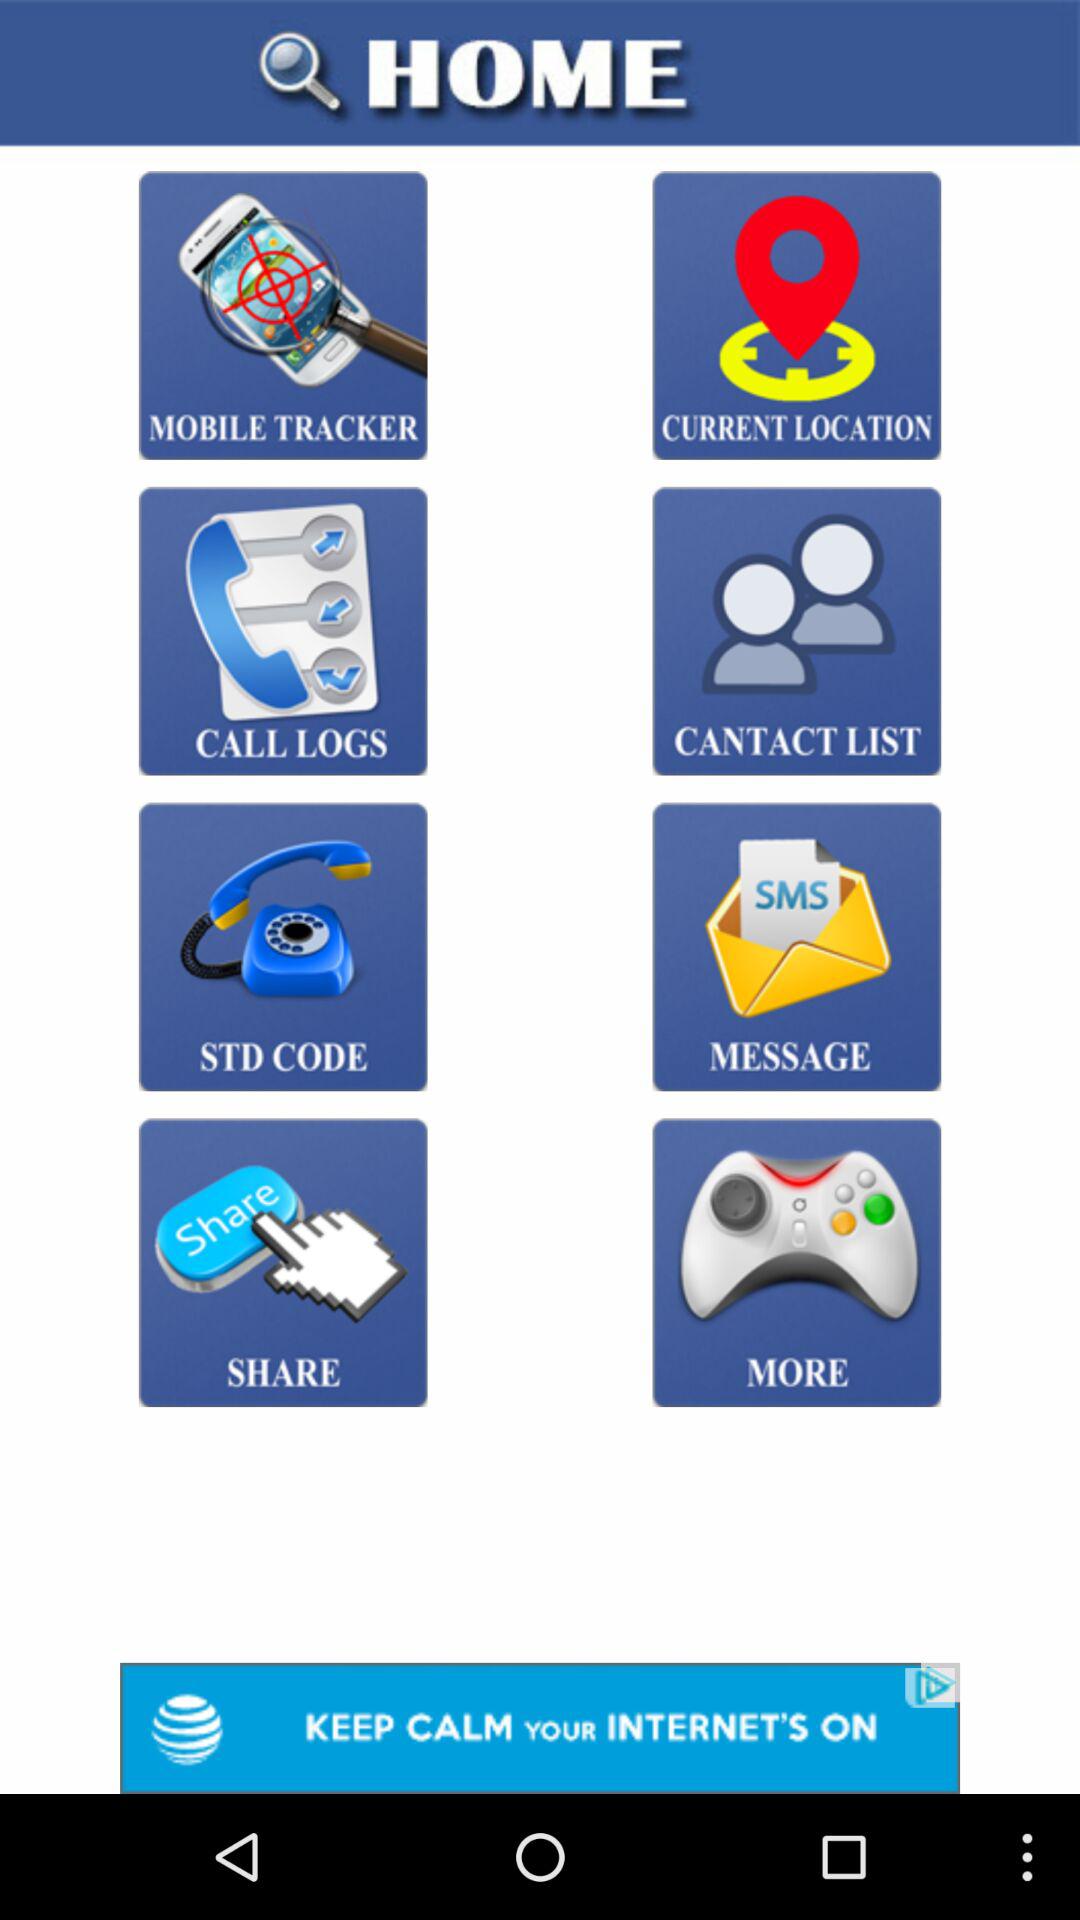 HOME
MOBILE TRACKER
CURRENT LOCATION
CALL LOGS
CANTACT LIST
STD CODE
SMS
MESSAGE
Share
SHARE
MORE
KEEP CALM YOUR INTERNET'S ON